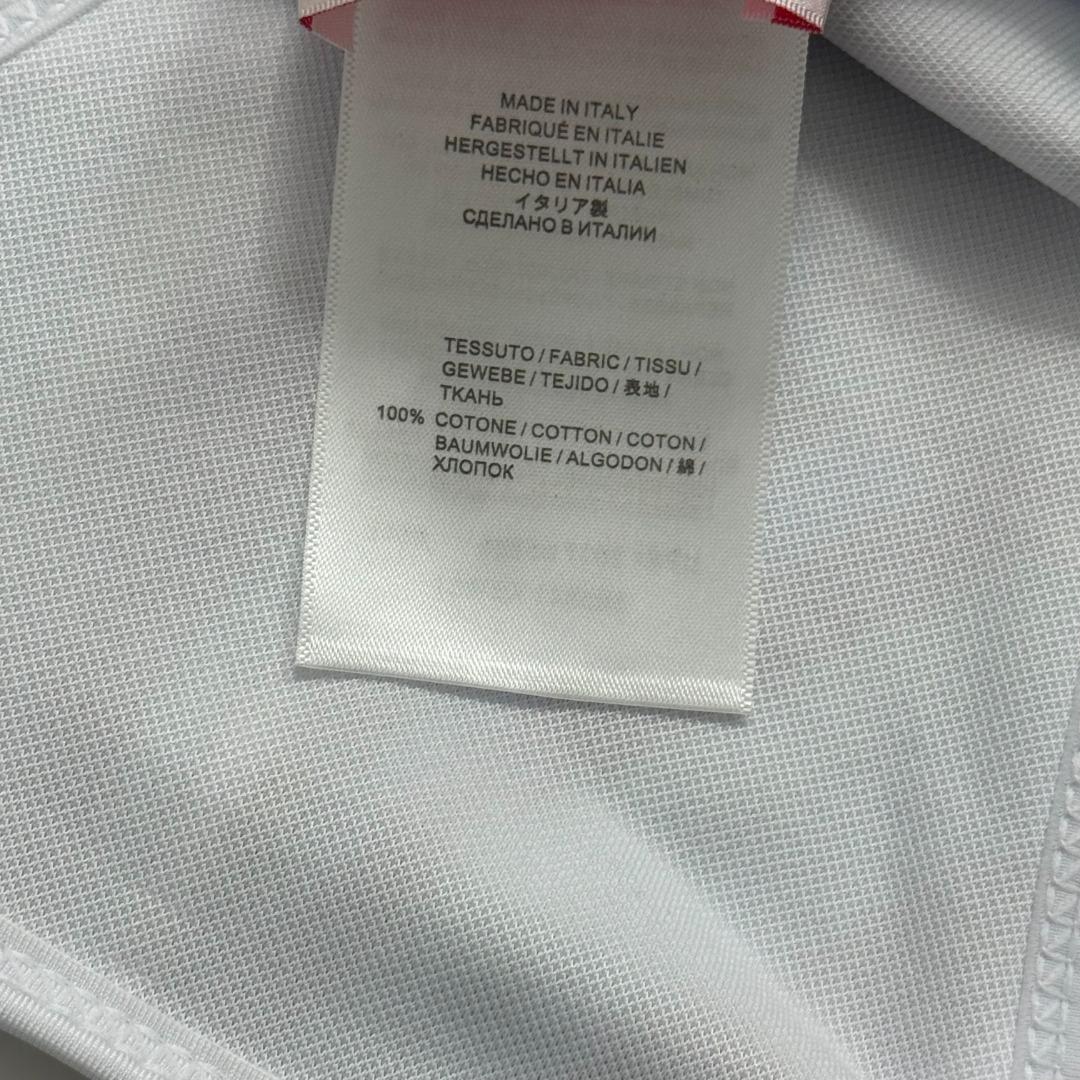 MADE IN ITALY
FABRIQUÉ EN ITALIE
HERGESTELLT IN ITALIEN
HECHO EN ITALIA
イタリア製
СДЕЛАНО В ИТАЛИИ
TESSUTO / FABRIC / TISSU /
GEWEBE / TEJIDO / 表地 /
ТКАНЬ
100% COTONE / COTTON / COTON /
BAUMWOLIE / ALGODON / 綿 /
ХЛОПОК